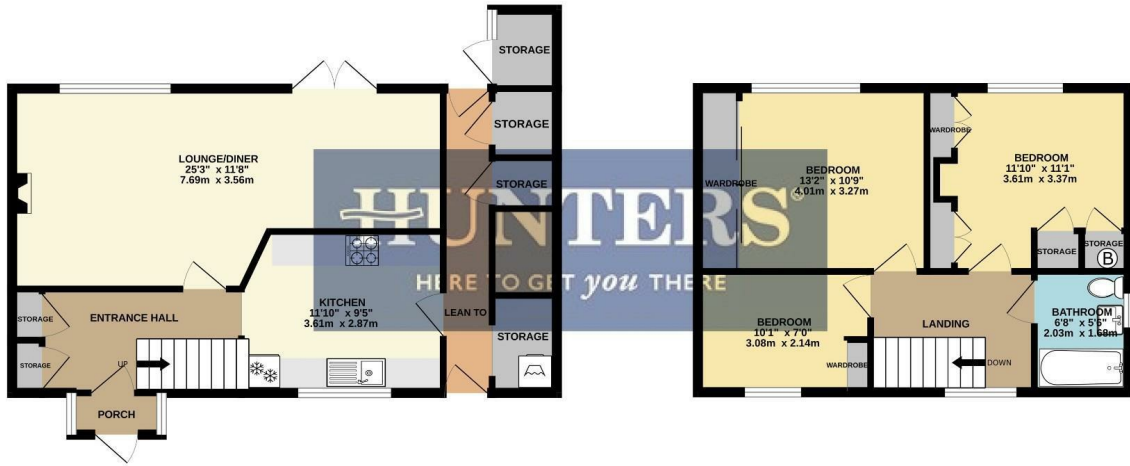 STORAGE
STORAGE
STORAGE
LOUNGE/DINER
25'3" x 11'8"
7.69m x 3.56m
KITCHEN
11'10" x 9'5"
3.61m x 2.87m
LEAN TO
STORAGE
ENTRANCE HALL
STORAGE
STORAGE
UP
PORCH
HUNTERS®
HERE TO GET you THERE
WARDROBE
BEDROOM
13'2" x 10'9"
4.01m x 3.27m
WARDROBE
BEDROOM
11'10" x 11'1"
3.61m x 3.37m
STORAGE
STORAGE
B
BEDROOM
10'1" x 7'0"
3.08m x 2.14m
WARDROBE
LANDING
DOWN
BATHROOM
6'8" x 5'6"
2.03m x 1.68m